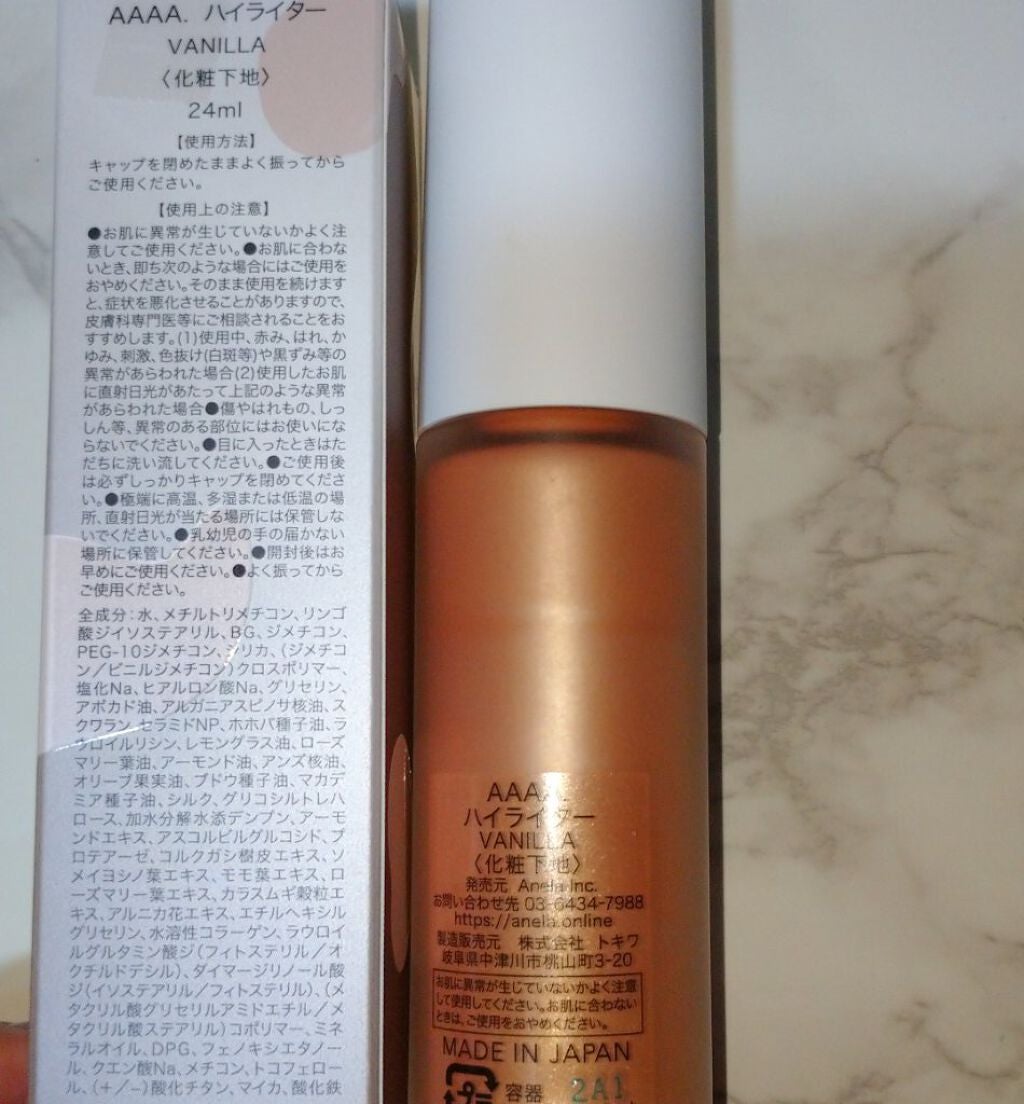 AAAA. ハイライター
VANILLA
〈化粧下地〉
24ml
【使用方法】
キャップを閉めたままよく振ってから
ご使用ください。
【使用上の注意】
●お肌に異常が生じていないかよく注
意してご使用ください。●お肌に合わな
いとき、即ち次のような場合にはご使用を
おやめください。そのまま使用を続けます
と、症状を悪化させることがありますので、
皮膚科専門医等にご相談されることをお
すすめします。(1)使用中、赤み、はれ、か
ゆみ、刺激、色抜け(白斑等)や黒ずみ等の
異常があらわれた場合(2)使用したお肌
に直射日光があたって上記のような異常
があらわれた場合●傷やはれもの、しっ
しん等、異常のある部位にはお使いにな
らないでください。●目に入ったときはた
だちに洗い流してください。●ご使用後
は必ずしっかりキャップを閉めてくださ
い。●極端に高温、多湿または低温の場
所、直射日光が当たる場所には保管しな
いでください。●乳幼児の手の届かない
場所に保管してください。●開封後はお
早めにご使用ください。●よく振ってから
ご使用ください。
全成分：水、メチルトリメチコン、リンゴ
酸ジイソステアリル、BG、ジメチコン、
PEG-10ジメチコン、シリカ、(ジメチコ
ン／ビニルジメチコン)クロスポリマー、
塩化Na、ヒアルロン酸Na、グリセリン、
アボカド油、アルガニアスピノサ核油、ス
クワラン、セラミドNP、ホホバ種子油、ラ
ウロイルリシン、レモングラス油、ローズ
マリー葉油、アーモンド油、アンズ核油、
オリーブ果実油、ブドウ種子油、マカデ
ミア種子油、シルク、グリコシルトレハ
ロース、加水分解水添デンプン、アーモ
ンドエキス、アスコルビルグルコシド、プ
ロテアーゼ、コルクガシ樹皮エキス、ソ
メイヨシノ葉エキス、モモ葉エキス、ロ
ーズマリー葉エキス、カラスムギ穀粒エ
キス、アルニカ花エキス、エチルヘキシル
グリセリン、水溶性コラーゲン、ラウロイ
ルグルタミン酸ジ(フィトステリル／オ
クチルドデシル)、ダイマージリノール酸
ジ(イソステアリル／フィトステリル)、(メ
タクリル酸グリセリルアミドエチル／メ
タクリル酸ステアリル)コポリマー、ミネ
ラルオイル、DPG、フェノキシエタノー
ル、クエン酸Na、メチコン、トコフェロー
ル、(＋／−)酸化チタン、マイカ、酸化鉄
AAAA.
ハイライター
VANILLA
〈化粧下地〉
発売元 Anela Inc.
お問い合わせ先 03-6434-7988
https://anela.online
製造販売元 株式会社 トキワ
岐阜県中津川市桃山町3-20
お肌に異常が生じていないかよく注意
して使用してください。お肌に合わない
ときは、ご使用をおやめください。
MADE IN JAPAN
容器 2A1